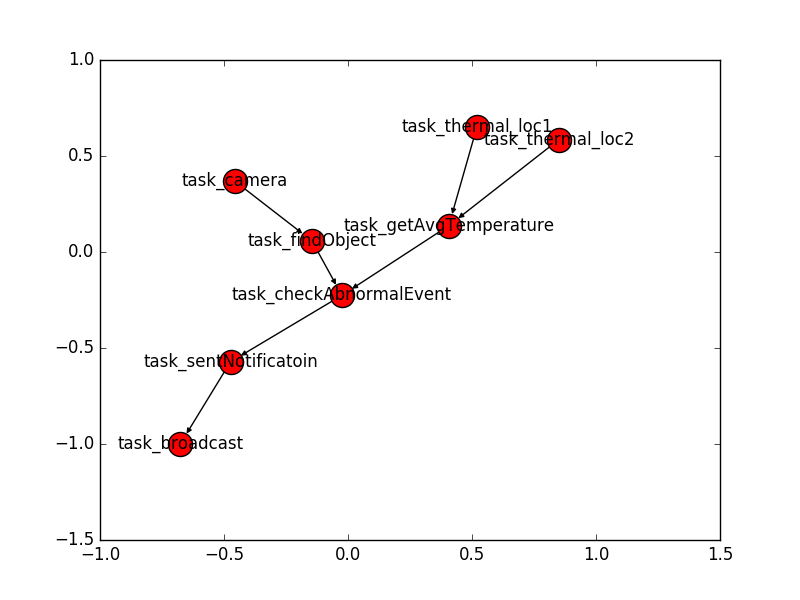 1.0
task_thermal_loc1
task_thermal_loc2
0.5
task_camera
task_getAvgTemperature
task_findObject
0.0
task_checkAbnormalEvent
−0.5
task_sentNotificatoin
−1.0
task_broadcast
−1.5
−1.0 −0.5 0.0 0.5 1.0 1.5